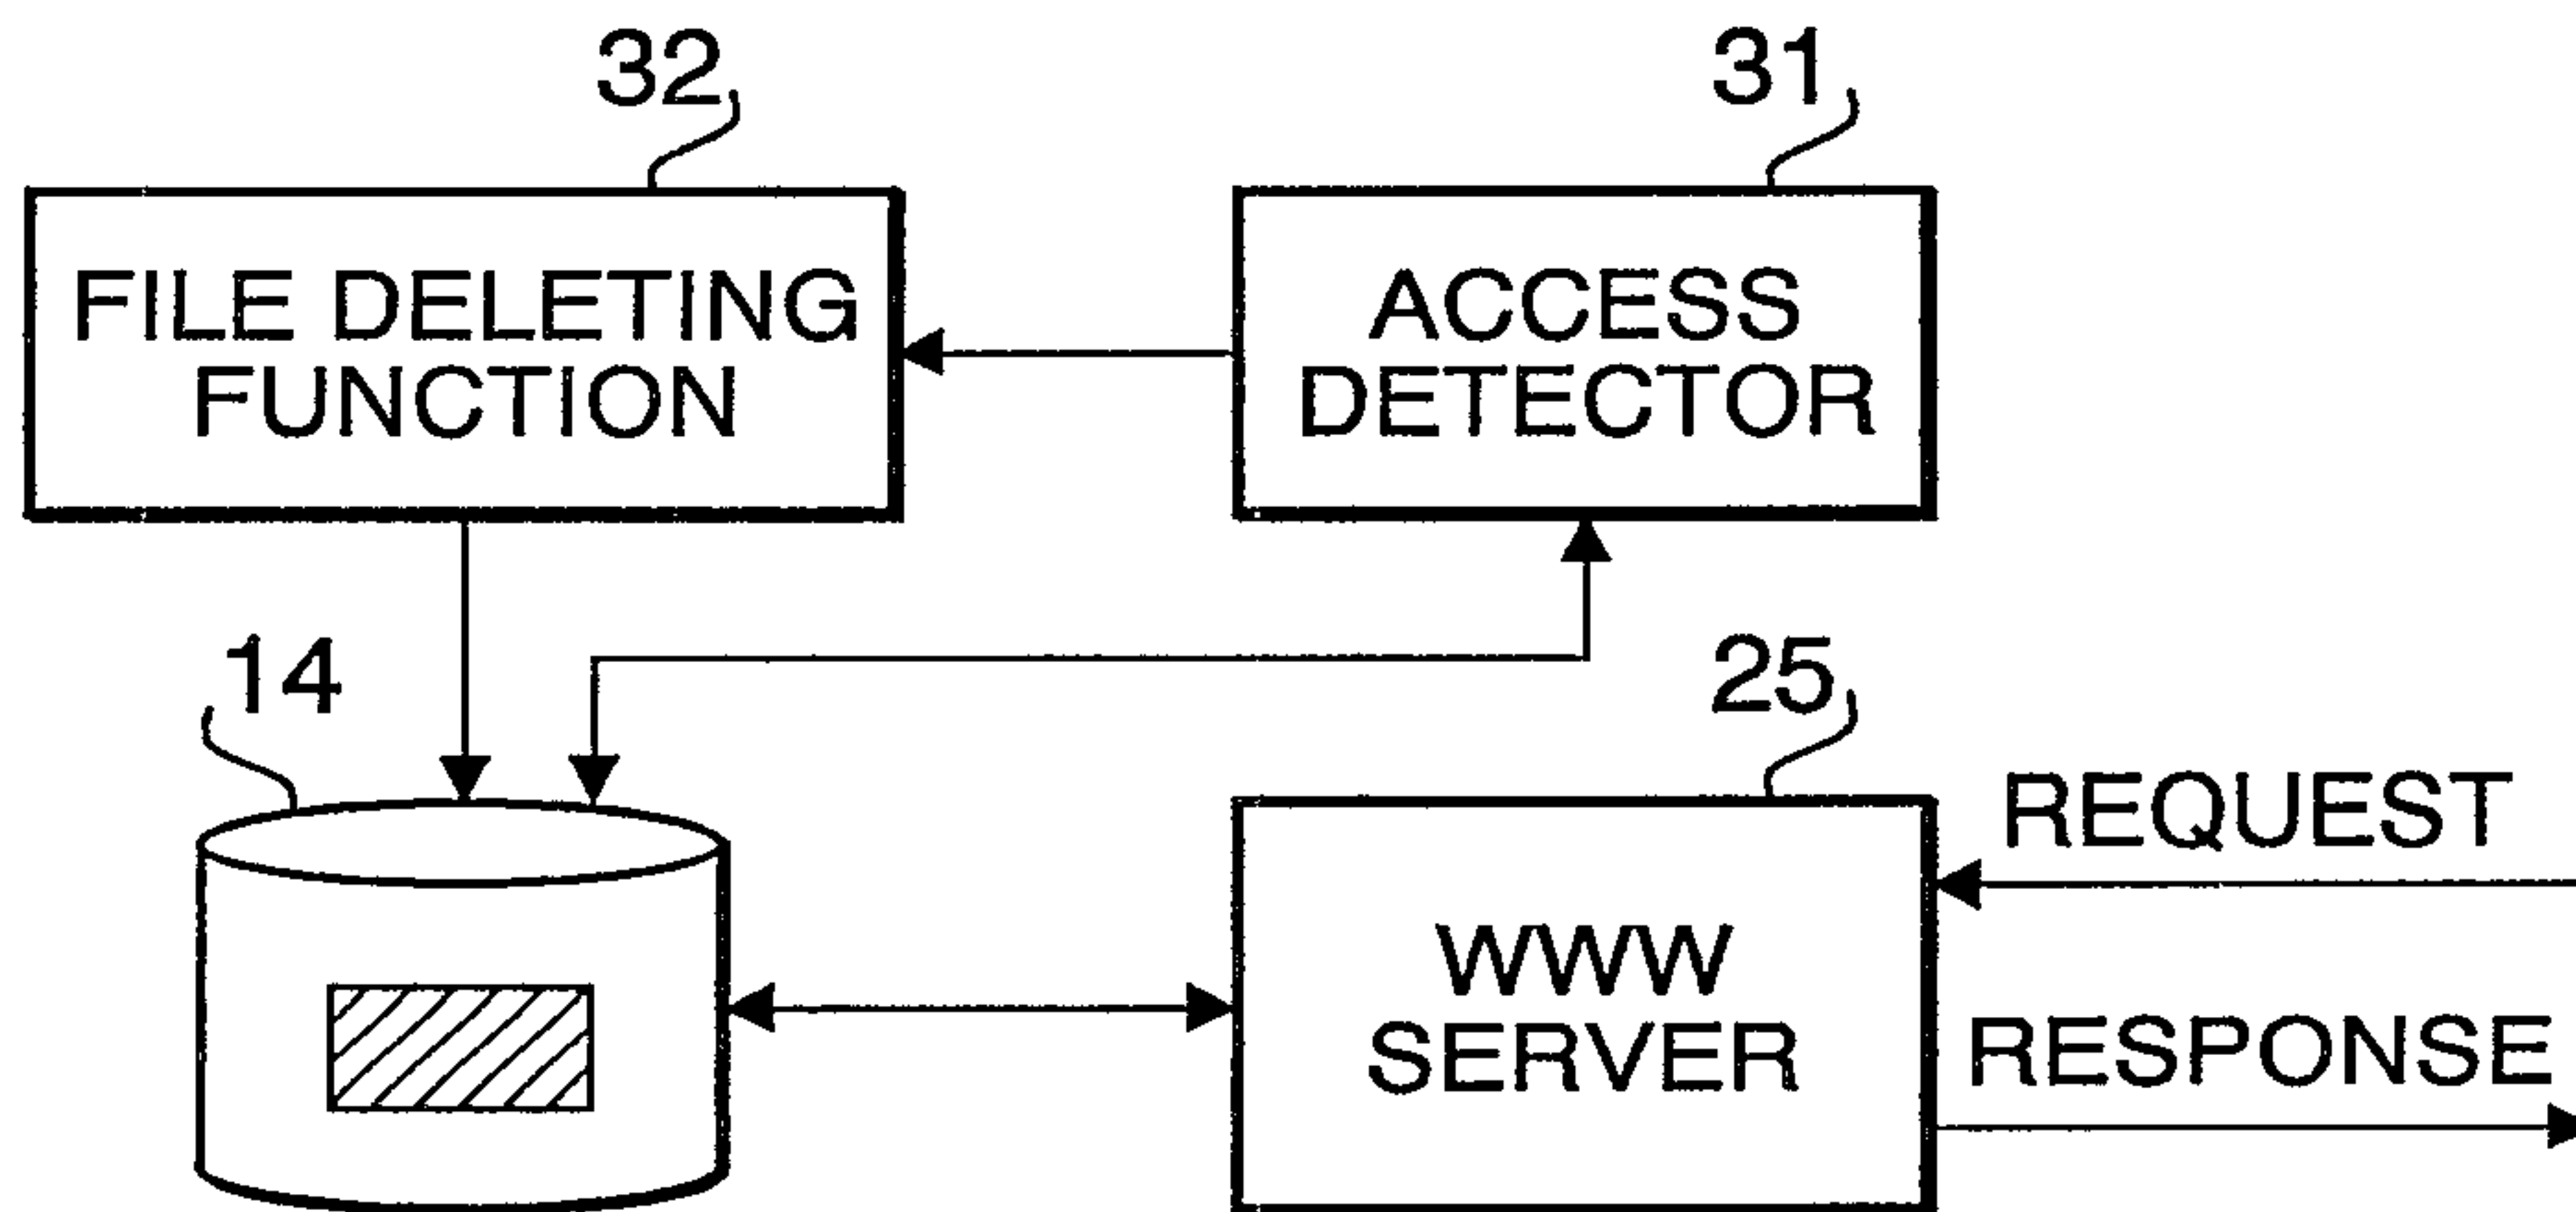 32
31
FILE DELETING
FUNCTION
ACCESS
DETECTOR
14
25
REQUEST
WWW
SERVER
RESPONSE